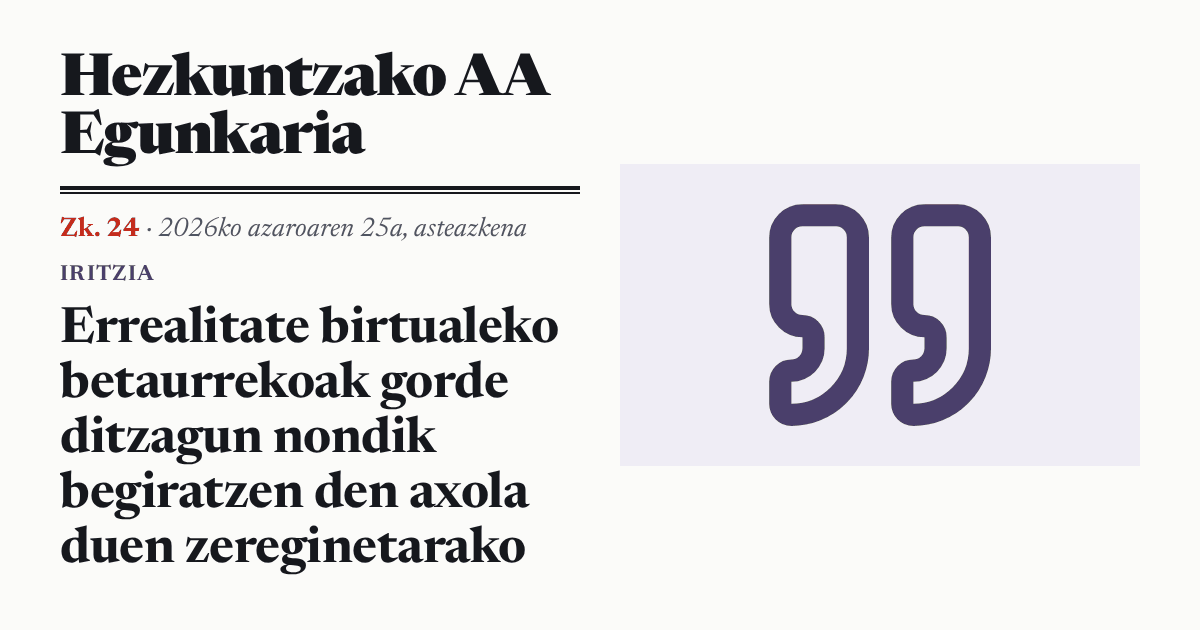 Hezkuntzako AA
Egunkaria
Zk. 24 · 2026ko azaroaren 25a, asteazkena
IRITZIA
Errealitate birtualeko
betaurrekoak gorde
ditzagun nondik
begiratzen den axola
duen zereginetarako